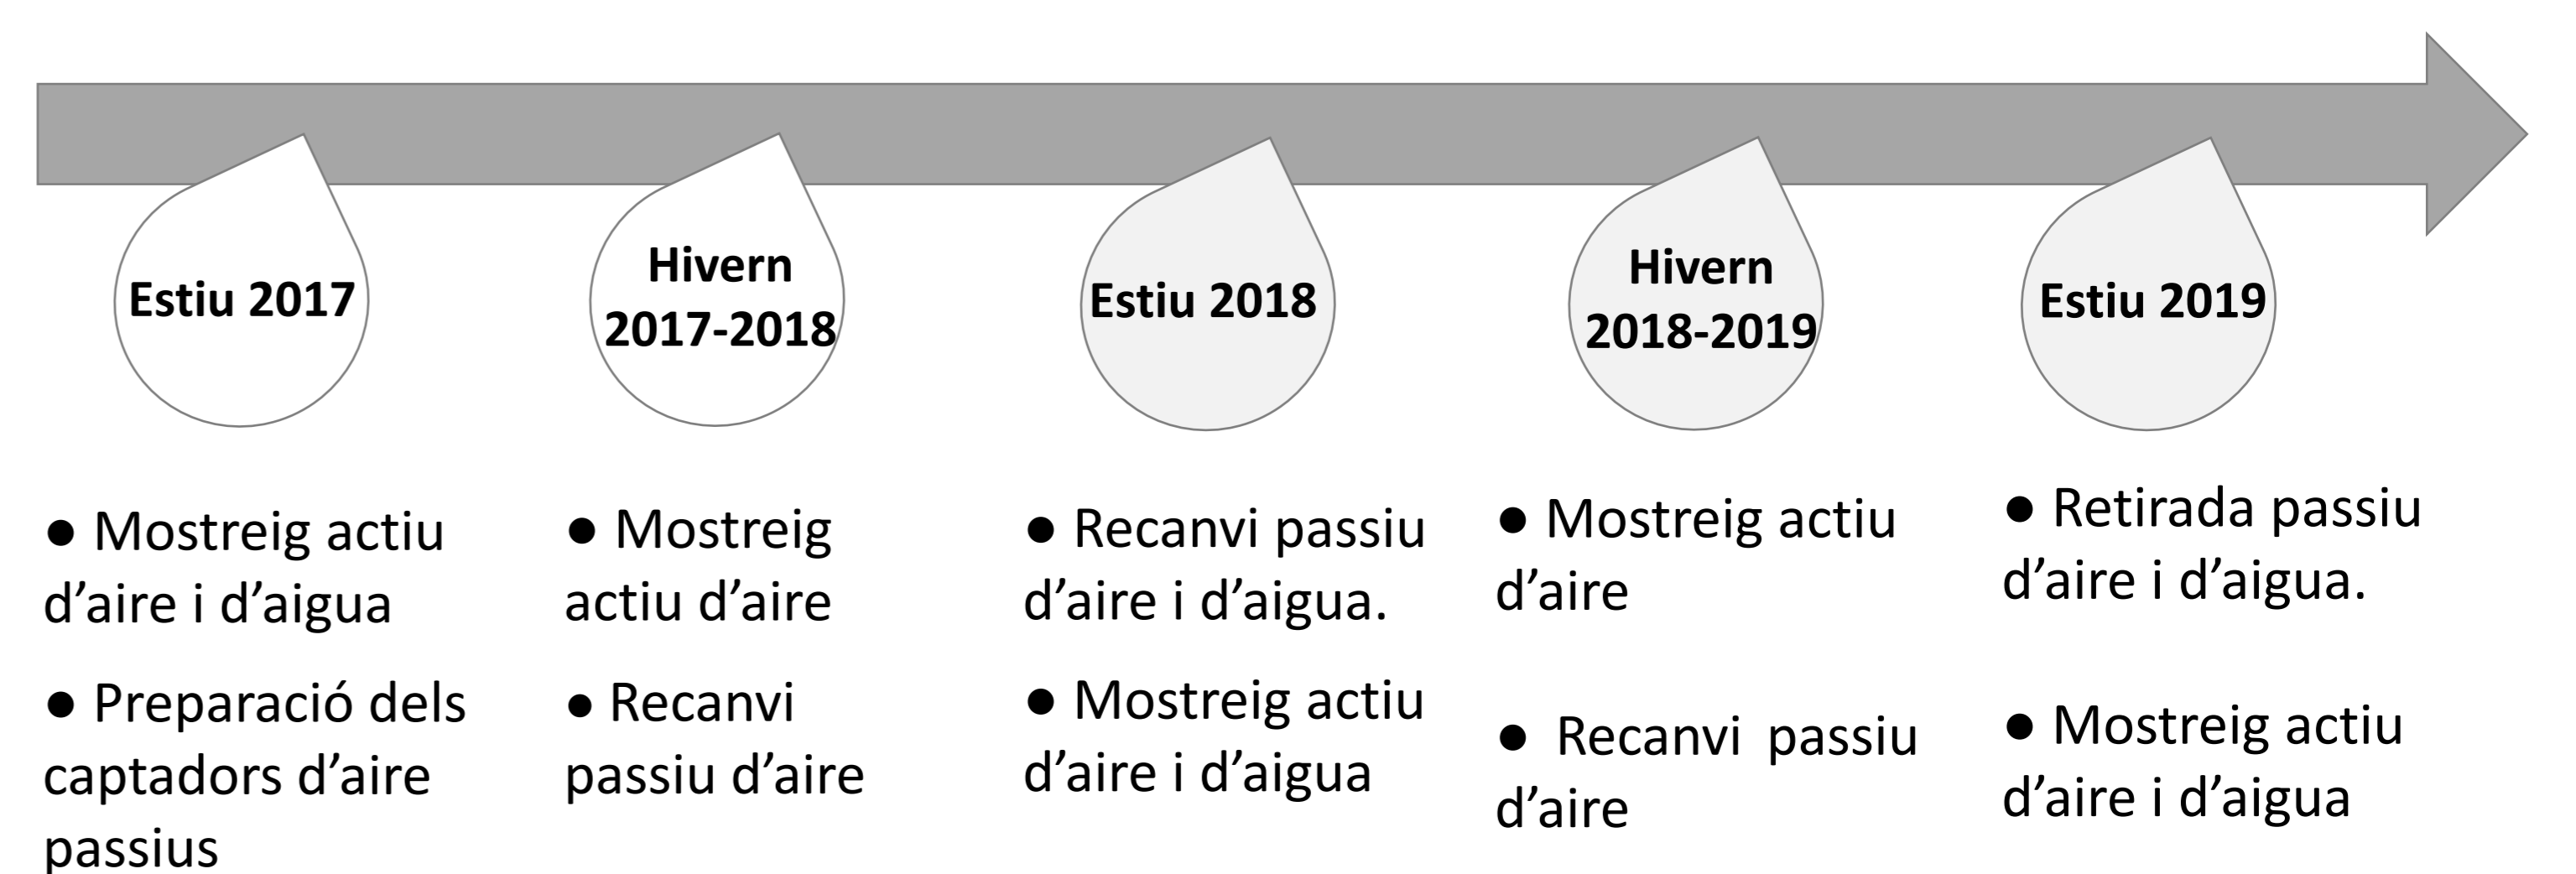 Estiu 2017
Hivern
2017-2018
Estiu 2018
Hivern
2018-2019
Estiu 2019
● Mostreig actiu
d’aire i d’aigua
● Preparació dels
captadors d’aire
passius
● Mostreig
actiu d’aire
● Recanvi
passiu d’aire
● Recanvi passiu
d’aire i d’aigua.
● Mostreig actiu
d’aire i d’aigua
● Mostreig actiu
d’aire
● Recanvi passiu
d’aire
● Retirada passiu
d’aire i d’aigua.
● Mostreig actiu
d’aire i d’aigua